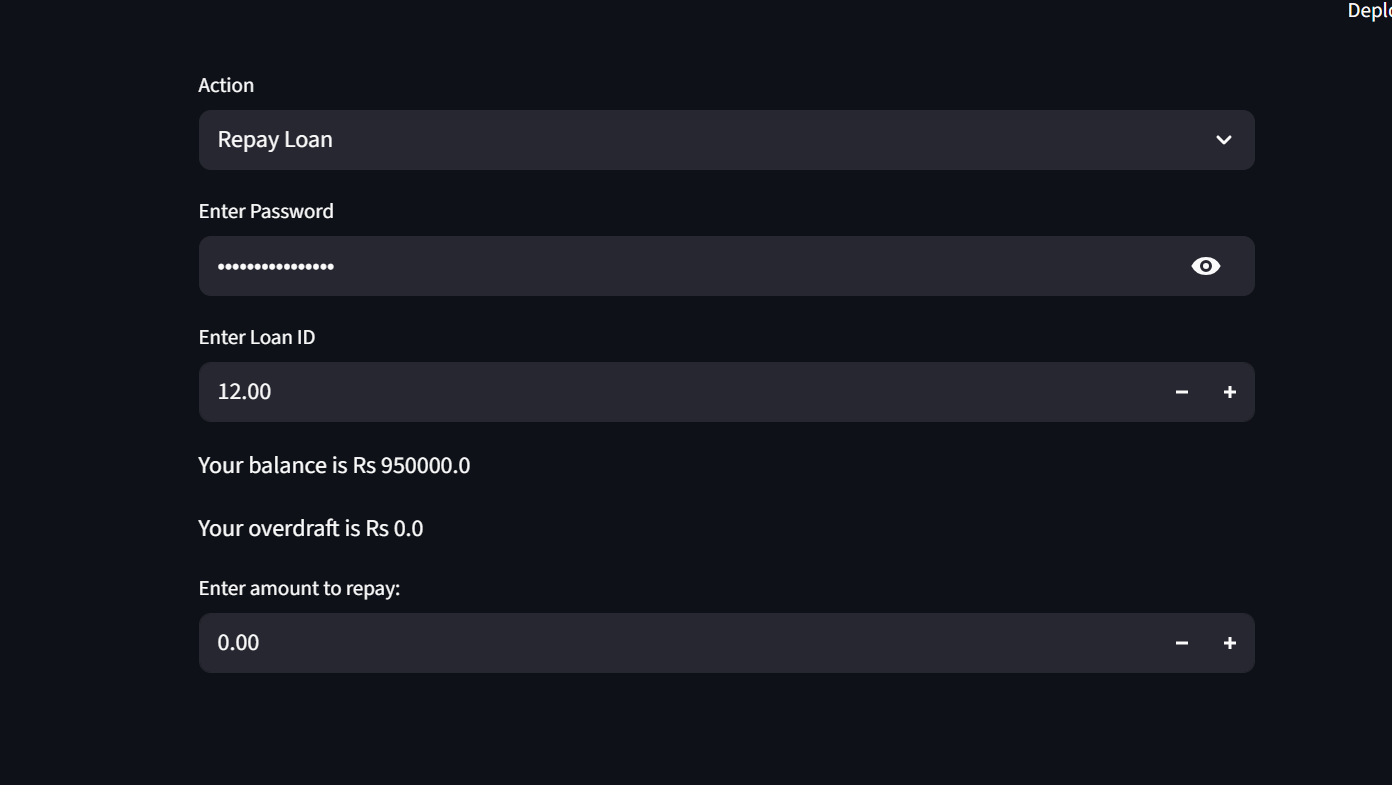 Action
Repay Loan
Enter Password
Enter Loan ID
12.00
Your balance is Rs 950000.0
Your overdraft is Rs 0.0
Enter amount to repay:
0.00